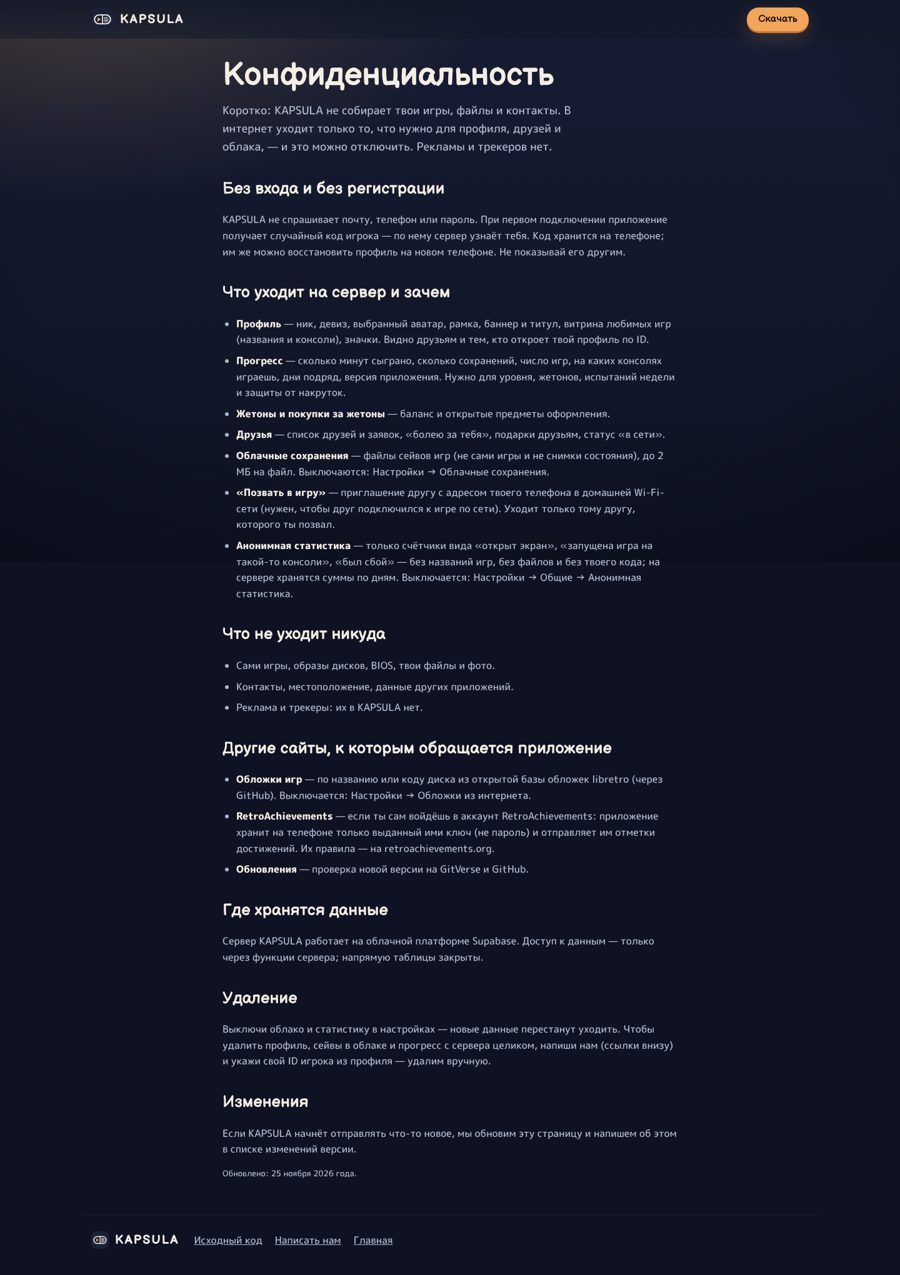 KAPSULA
Скачать
Конфиденциальность
Коротко: KAPSULA не собирает твои игры, файлы и контакты. В
интернет уходит только то, что нужно для профиля, друзей и
облака, — и это можно отключить. Рекламы и трекеров нет.
Без входа и без регистрации
KAPSULA не спрашивает почту, телефон или пароль. При первом подключении приложение
получает случайный код игрока — по нему сервер узнаёт тебя. Код хранится на телефоне;
им же можно восстановить профиль на новом телефоне. Не показывай его другим.
Что уходит на сервер и зачем
• Профиль — ник, девиз, выбранный аватар, рамка, баннер и титул, витрина любимых игр
(названия и консоли), значки. Видно друзьям и тем, кто откроет твой профиль по ID.
• Прогресс — сколько минут сыграно, сколько сохранений, число игр, на каких консолях
играешь, дни подряд, версия приложения. Нужно для уровня, жетонов, испытаний недели
и защиты от накруток.
• Жетоны и покупки за жетоны — баланс и открытые предметы оформления.
• Друзья — список друзей и заявок, «болею за тебя», подарки друзьям, статус «в сети».
• Облачные сохранения — файлы сейвов игр (не сами игры и не снимки состояния), до 2
МБ на файл. Выключаются: Настройки → Облачные сохранения.
• «Позвать в игру» — приглашение другу с адресом твоего телефона в домашней Wi-Fi-
сети (нужен, чтобы друг подключился к игре по сети). Уходит только тому другу,
которого ты позвал.
• Анонимная статистика — только счётчики вида «открыт экран», «запущена игра на
такой-то консоли», «был сбой» — без названий игр, без файлов и без твоего кода; на
сервере хранятся суммы по дням. Выключается: Настройки → Общие → Анонимная
статистика.
Что не уходит никуда
• Сами игры, образы дисков, BIOS, твои файлы и фото.
• Контакты, местоположение, данные других приложений.
• Реклама и трекеры: их в KAPSULA нет.
Другие сайты, к которым обращается приложение
• Обложки игр — по названию или коду диска из открытой базы обложек libretro (через
GitHub). Выключается: Настройки → Обложки из интернета.
• RetroAchievements — если ты сам войдёшь в аккаунт RetroAchievements: приложение
хранит на телефоне только выданный ими ключ (не пароль) и отправляет им отметки
достижений. Их правила — на retroachievements.org.
• Обновления — проверка новой версии на GitVerse и GitHub.
Где хранятся данные
Сервер KAPSULA работает на облачной платформе Supabase. Доступ к данным — только
через функции сервера; напрямую таблицы закрыты.
Удаление
Выключи облако и статистику в настройках — новые данные перестанут уходить. Чтобы
удалить профиль, сейвы в облаке и прогресс с сервера целиком, напиши нам (ссылки внизу)
и укажи свой ID игрока из профиля — удалим вручную.
Изменения
Если KAPSULA начнёт отправлять что-то новое, мы обновим эту страницу и напишем об этом
в списке изменений версии.
Обновлено: 25 ноября 2026 года.
KAPSULA Исходный код Написать нам Главная